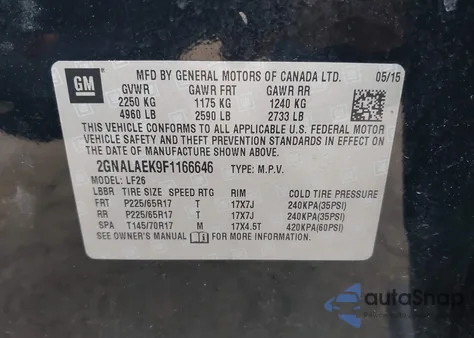 GM
MFD BY GENERAL MOTORS OF CANADA LTD. 05/15
GVWR GAWR FRT GAWR RR
2250 KG 1175 KG 1240 KG
4960 LB 2590 LB 2733 LB
THIS VEHICLE CONFORMS TO ALL APPLICABLE U.S. FEDERAL MOTOR
VEHICLE SAFETY AND THEFT PREVENTION STANDARDS IN EFFECT
ON THE DATE OF MANUFACTURE SHOWN ABOVE.
2GNALAEK9F1166646 TYPE: M.P.V.
MODEL: LF26
LBBR TIRE SIZE SPEED RTG RIM COLD TIRE PRESSURE
FRT P225/65R17 T 17X7J 240KPA(35PSI)
RR P225/65R17 T 17X7J 240KPA(35PSI)
SPA T145/70R17 M 17X4.5T 420KPA(60PSI)
SEE OWNER'S MANUAL FOR MORE INFORMATION.
autoSnap